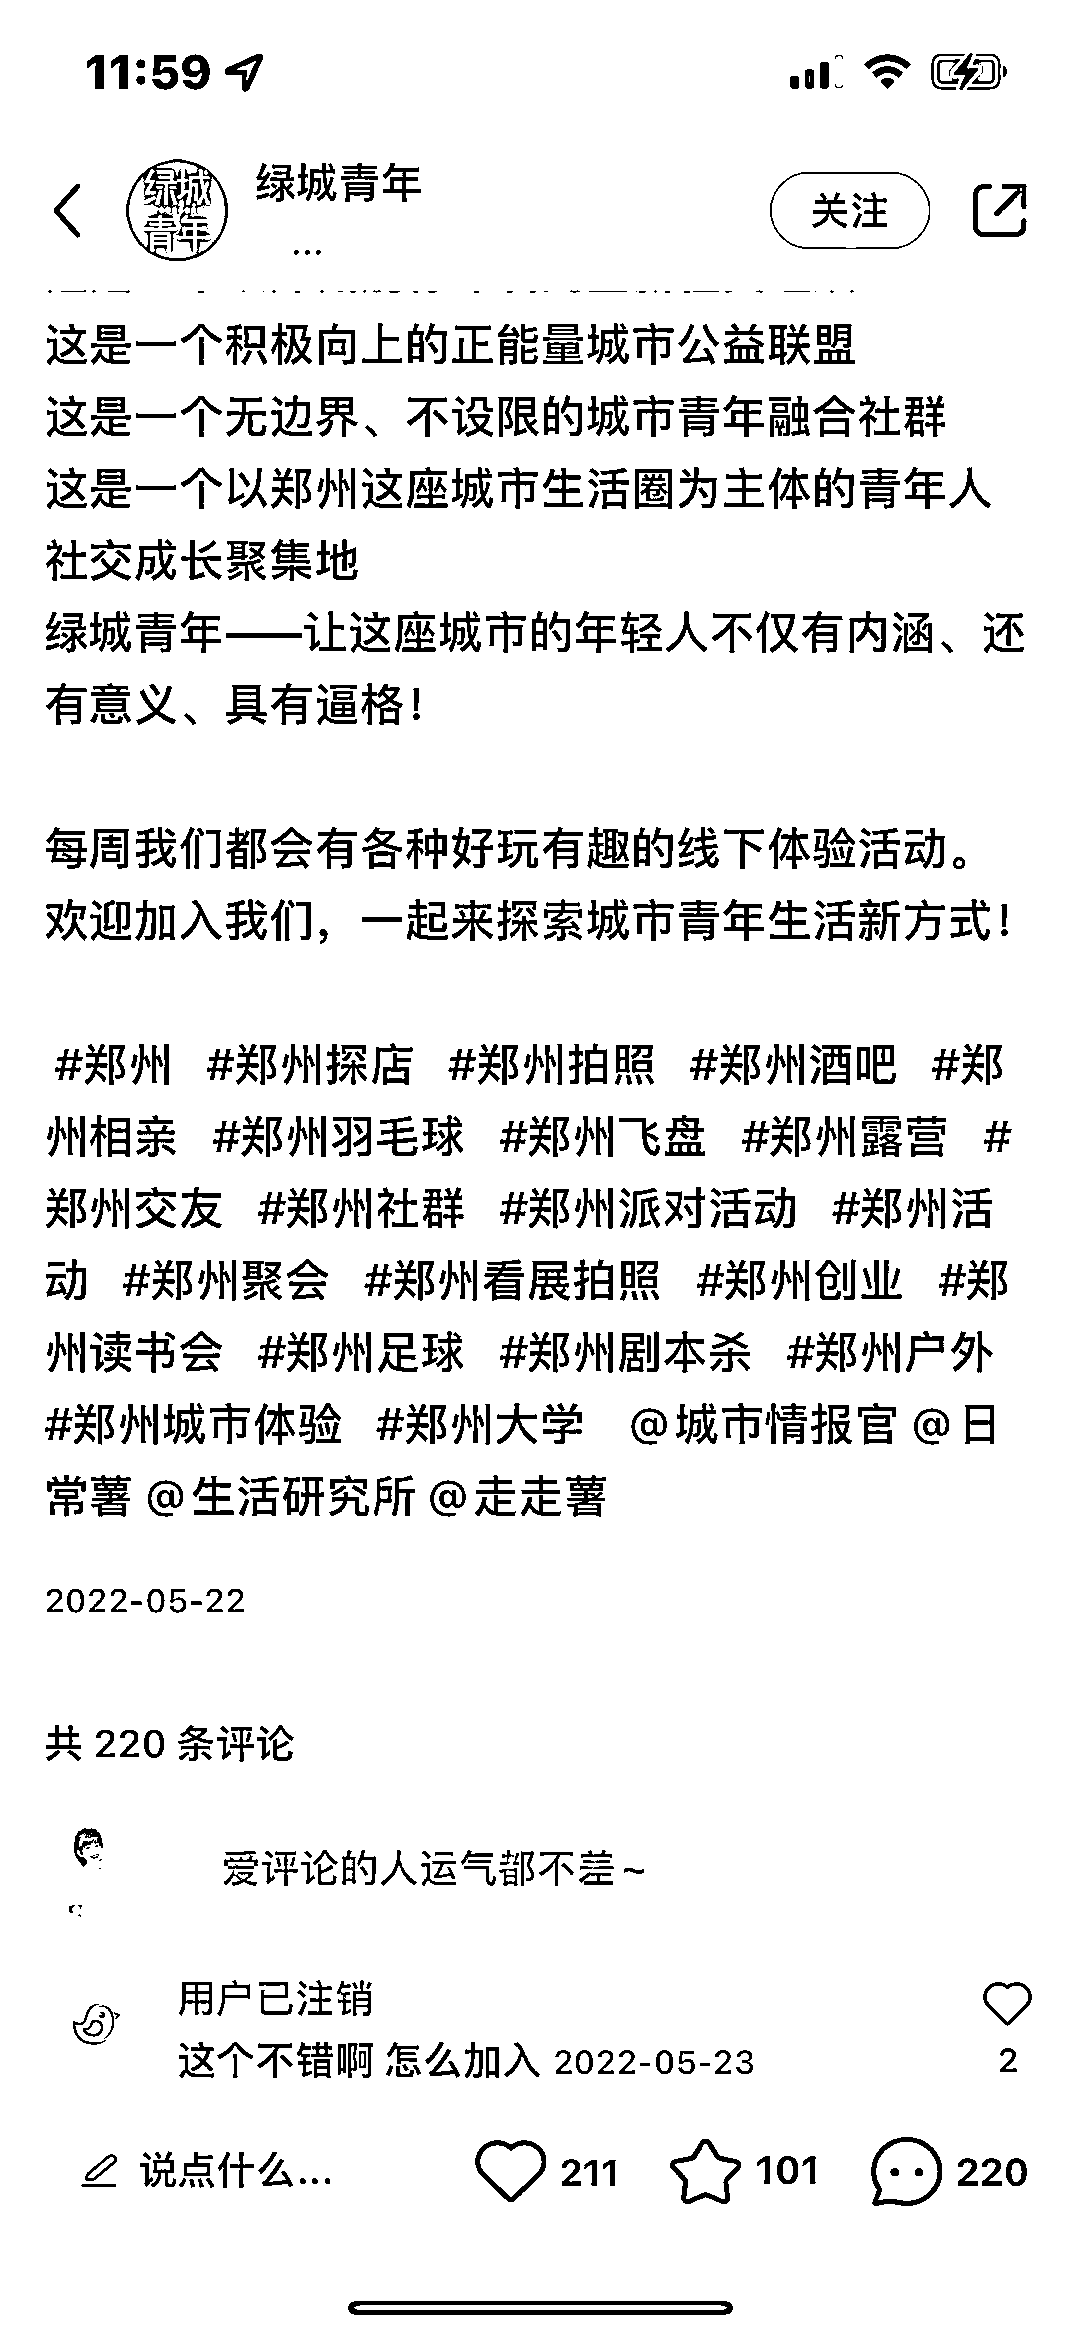 11:59
绿城青年
绿城
青年
关注
...
这是一个积极向上的正能量城市公益联盟
这是一个无边界、不设限的城市青年融合社群
这是一个以郑州这座城市生活圈为主体的青年人
社交成长聚集地
绿城青年——让这座城市的年轻人不仅有内涵、还
有意义、具有逼格！
每周我们都会有各种好玩有趣的线下体验活动。
欢迎加入我们，一起来探索城市青年生活新方式！
#郑州 #郑州探店 #郑州拍照 #郑州酒吧 #郑
州相亲 #郑州羽毛球 #郑州飞盘 #郑州露营 #
郑州交友 #郑州社群 #郑州派对活动 #郑州活
动 #郑州聚会 #郑州看展拍照 #郑州创业 #郑
州读书会 #郑州足球 #郑州剧本杀 #郑州户外
#郑州城市体验 #郑州大学 @城市情报官 @日
常薯 @生活研究所 @走走薯
2022-05-22
共 220 条评论
爱评论的人运气都不差~
用户已注销
这个不错啊 怎么加入 2022-05-23
2
说点什么... 211 101 220